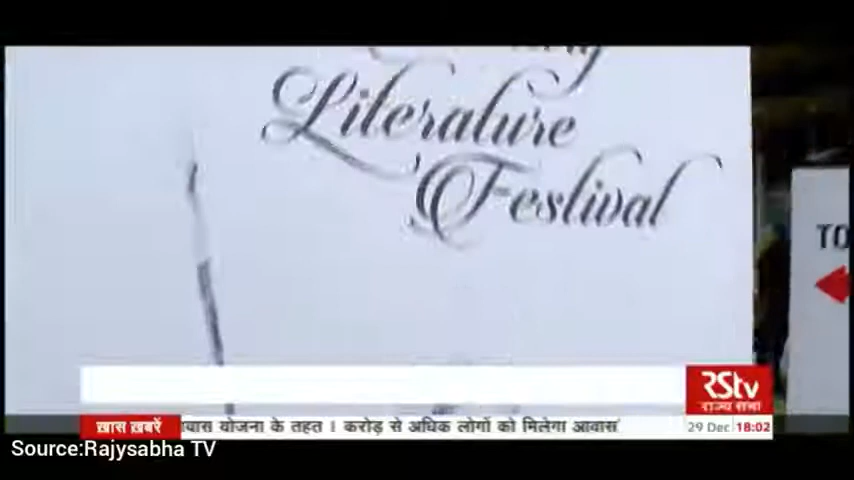 Literature
Festival
TO
RStv
राज्य सभा
ख़ास ख़बरें
योजना के तहत । करोड़ से अधिक लोगों को मिलेगा आवास
29 Dec 18:02
Source:Rajysabha TV